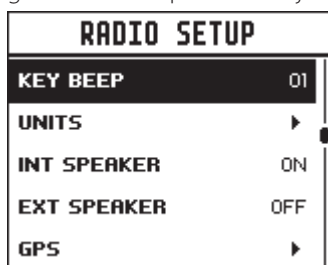 RADIO SETUP
KEY BEEP 01
UNITS ▶
INT SPEAKER ON
EXT SPEAKER OFF
GPS ▶